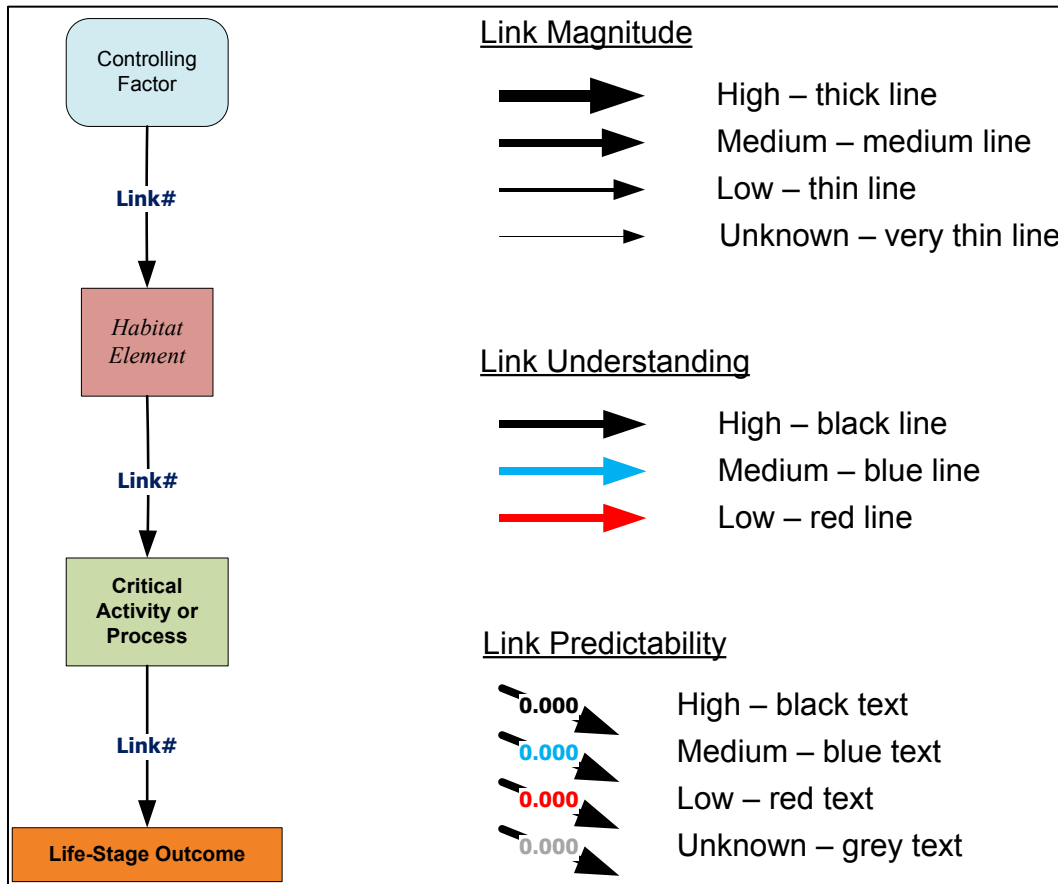 Controlling
Factor
Link#
Habitat
Element
Link#
Critical
Activity or
Process
Link#
Life-Stage Outcome
Link Magnitude
High – thick line
Medium – medium line
Low – thin line
Unknown – very thin line
Link Understanding
High – black line
Medium – blue line
Low – red line
Link Predictability
0.000 High – black text
0.000 Medium – blue text
0.000 Low – red text
0.000 Unknown – grey text